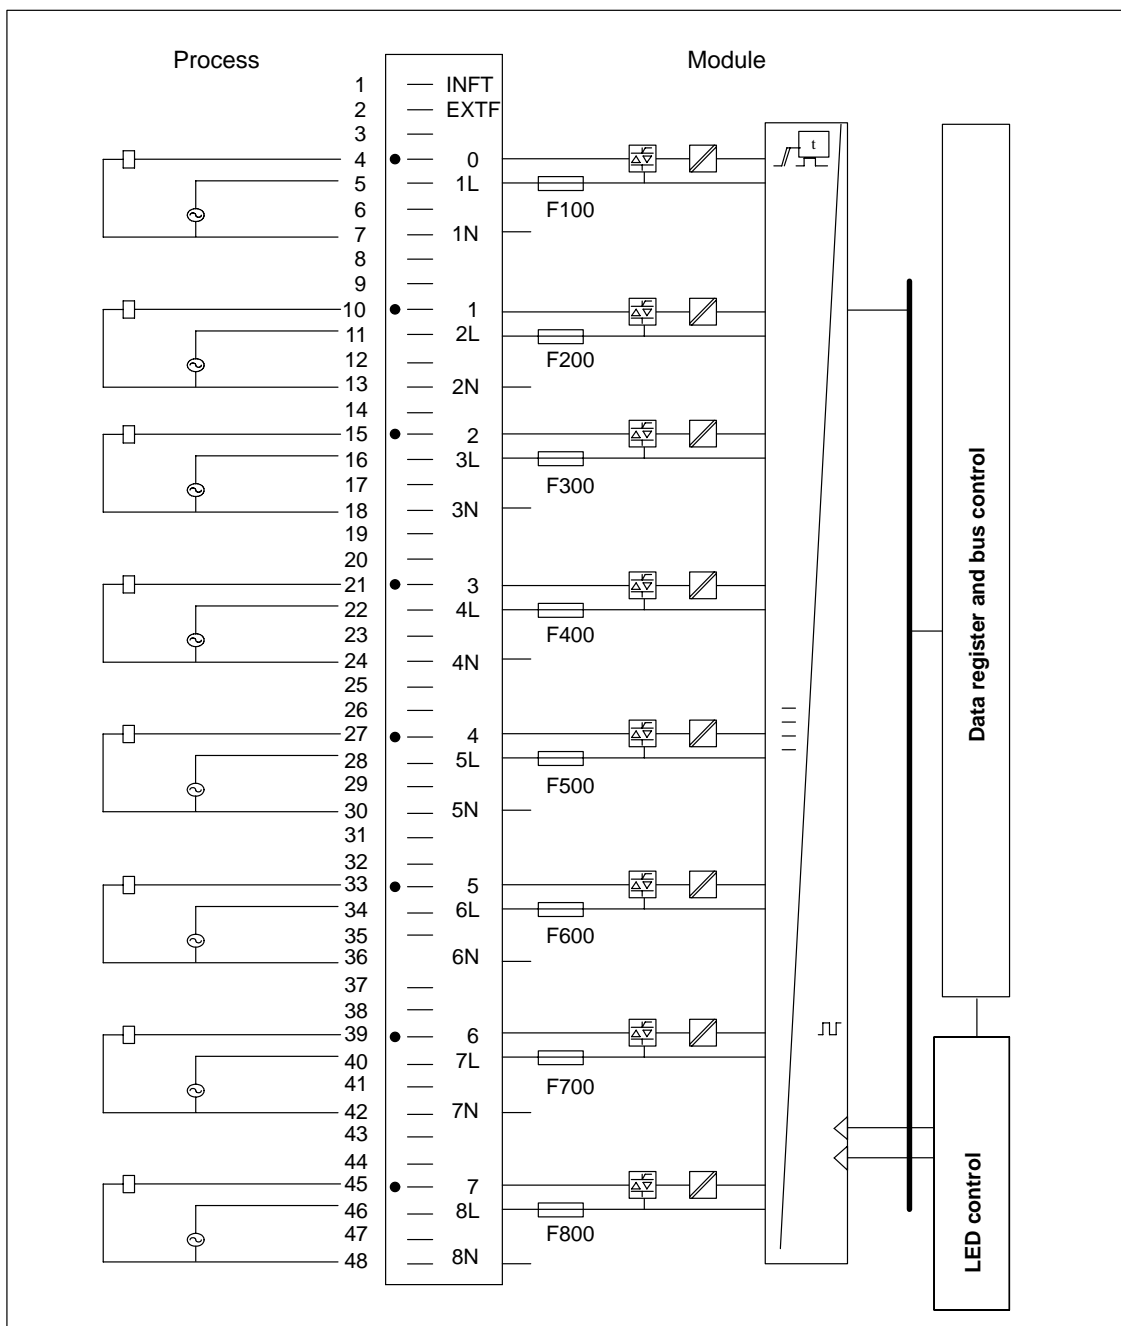 Process Module
1 INFT
2 EXTF
3
4 0 t
5 1L
F100
6
7 1N
8
9
10 1
11 2L
F200
12
13 2N
14
15 2
16 3L
F300
17
18 3N
19
20
21 3
22 4L
F400
23
24 4N
25
26
27 4
28 5L
F500
29
30 5N
31
32
33 5
34 6L
F600
35
36 6N
37
38
39 6
40 7L
F700
41
42 7N
43
44
45 7
46 8L
F800
47
48 8N
Data register and bus control
LED control